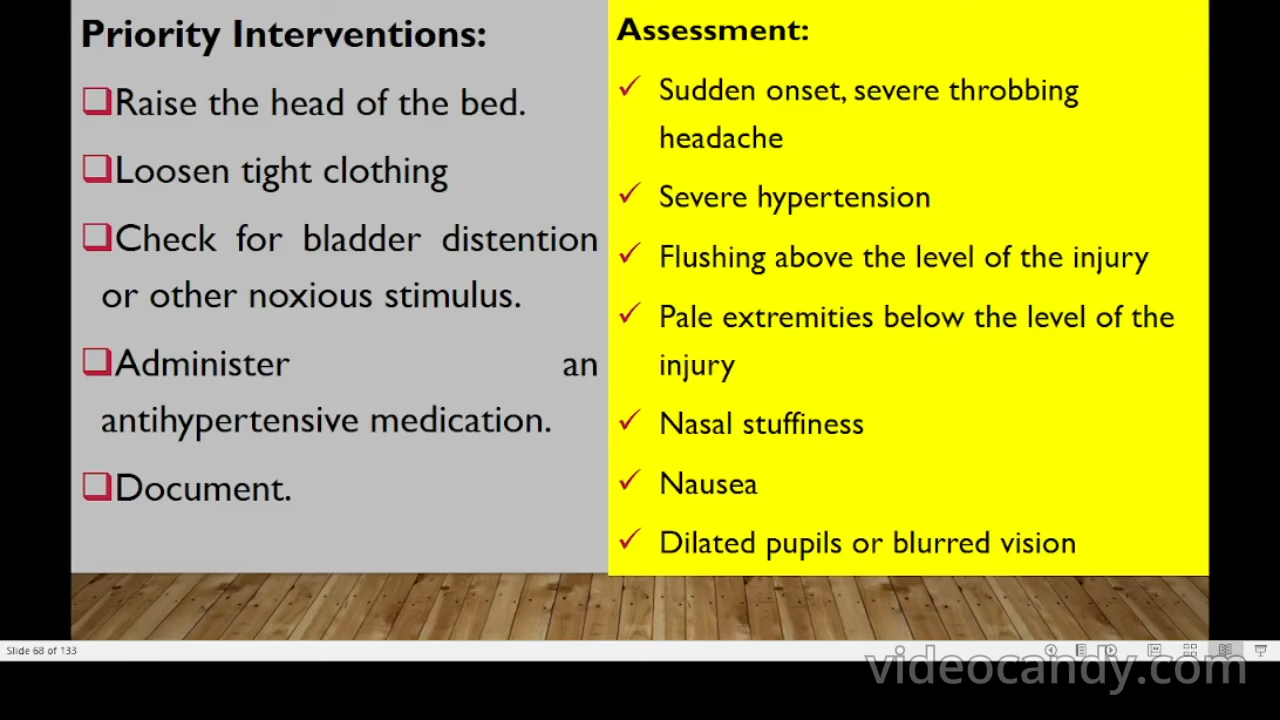 Priority Interventions:
❑Raise the head of the bed.
❑Loosen tight clothing
❑Check for bladder distention
or other noxious stimulus.
❑Administer an
antihypertensive medication.
❑Document.
Assessment:
✓ Sudden onset, severe throbbing
headache
✓ Severe hypertension
✓ Flushing above the level of the injury
✓ Pale extremities below the level of the
injury
✓ Nasal stuffiness
✓ Nausea
✓ Dilated pupils or blurred vision
Slide 68 of 133
videocandy.com